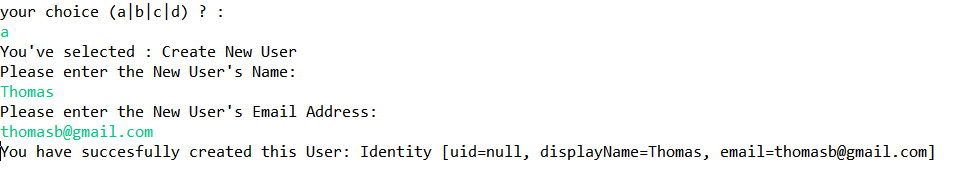 your choice (a|b|c|d) ? :
a
You've selected : Create New User
Please enter the New User's Name:
Thomas
Please enter the New User's Email Address:
thomasb@gmail.com
You have succesfully created this User: Identity [uid=null, displayName=Thomas, email=thomasb@gmail.com]